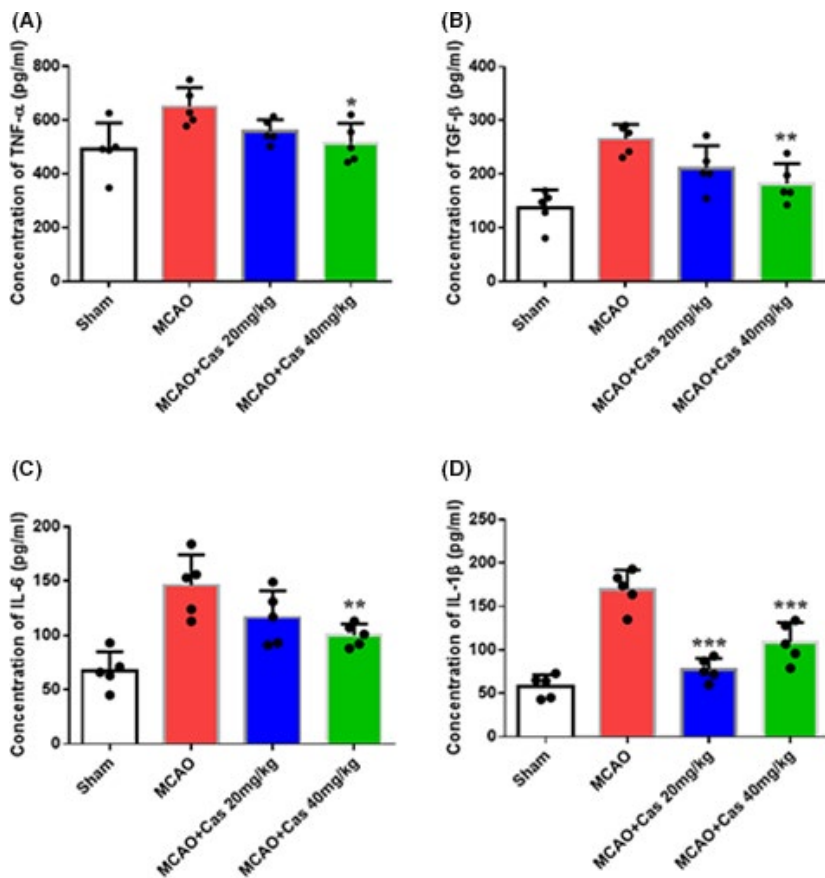 (A)
Concentration of TNF-α (pg/ml)
800
600
400
200
0
*
Sham
MCAO
MCAO+Cas 20mg/kg
MCAO+Cas 40mg/kg
(B)
Concentration of TGF-β (pg/ml)
400
300
200
100
0
**
Sham
MCAO
MCAO+Cas 20mg/kg
MCAO+Cas 40mg/kg
(C)
Concentration of IL-6 (pg/ml)
200
150
100
50
0
**
Sham
MCAO
MCAO+Cas 20mg/kg
MCAO+Cas 40mg/kg
(D)
Concentration of IL-1β (pg/ml)
250
200
150
100
50
0
***
***
Sham
MCAO
MCAO+Cas 20mg/kg
MCAO+Cas 40mg/kg